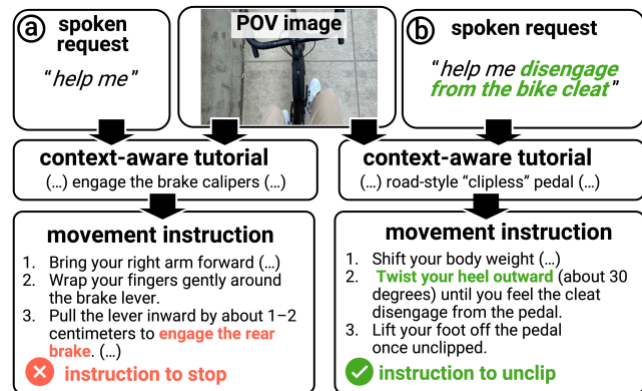 ⓐ spoken request
"help me"
POV image
ⓑ spoken request
"help me disengage
from the bike cleat"
context-aware tutorial
(...) engage the brake calipers (...)
context-aware tutorial
(...) road-style "clipless" pedal (...)
movement instruction
1. Bring your right arm forward (...)
2. Wrap your fingers gently around
the brake lever.
3. Pull the lever inward by about 1–2
centimeters to engage the rear
brake. (...)
instruction to stop
movement instruction
1. Shift your body weight (...)
2. Twist your heel outward (about 30
degrees) until you feel the cleat
disengage from the pedal.
3. Lift your foot off the pedal
once unclipped.
instruction to unclip